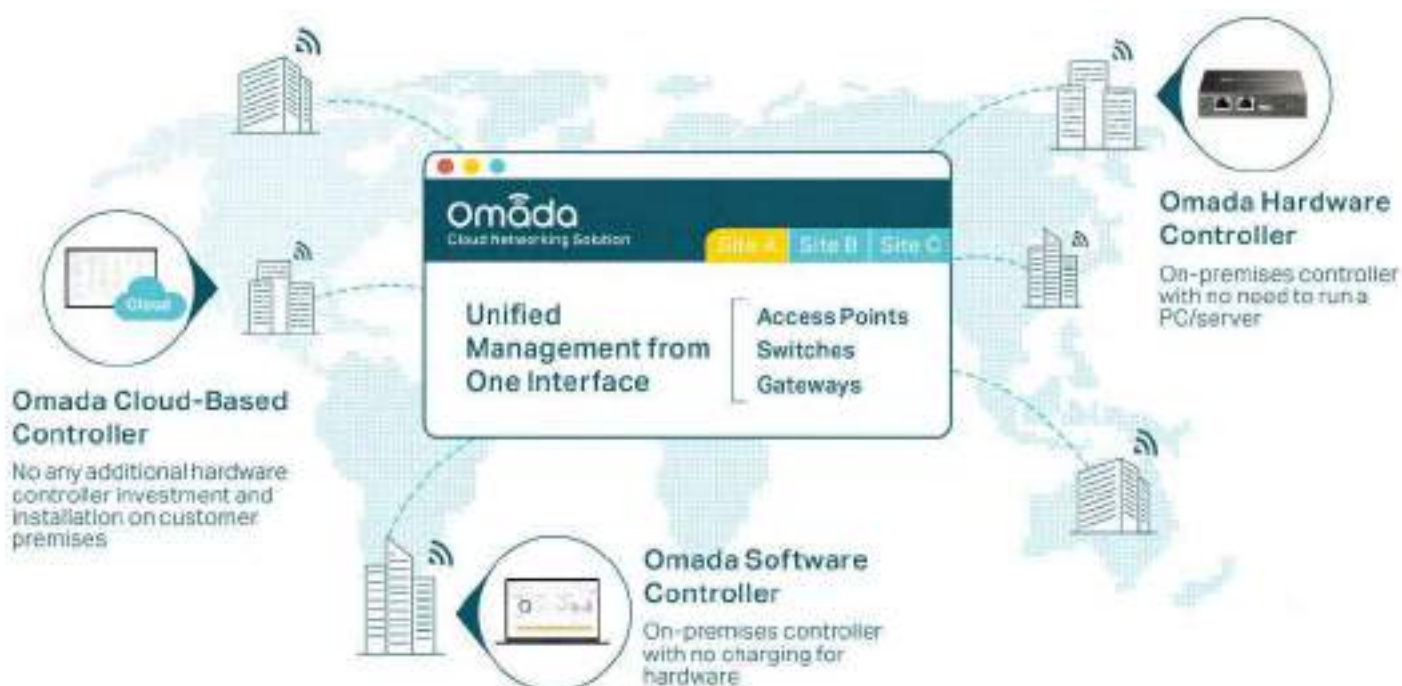 Omada
Cloud Networking Solution
Site A
Site B
Site C
Unified
Management from
One Interface
Access Points
Switches
Gateways
Omada Hardware
Controller
On-premises controller
with no need to run a
PC/server
Cloud
Omada Cloud-Based
Controller
No any additional hardware
controller investment and
installation on customer
premises
Omada Software
Controller
On-premises controller
with no charging for
hardware